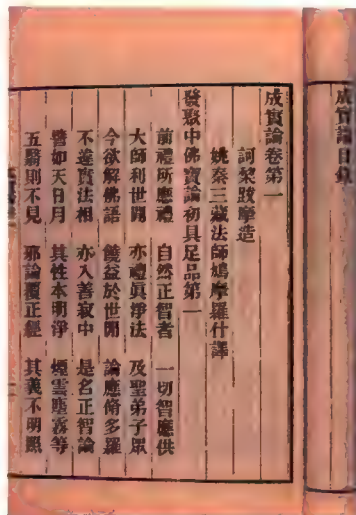 成實論目錄
成實論卷第一
訶棃跋摩造
姚秦三藏法師鳩摩羅什譯
發聚中佛寶論初具足品第一
前禮所應禮　自然正智者　一切智應供
大師利世間　亦禮眞淨法　及聖弟子眾
今欲解佛語　饒益於世間　論應脩多羅
不違實法相　亦入善寂中　是名正智論
譬如天日月　其性本明淨　煙雲塵霧等
五翳則不見　邪論覆正經　其義不明照